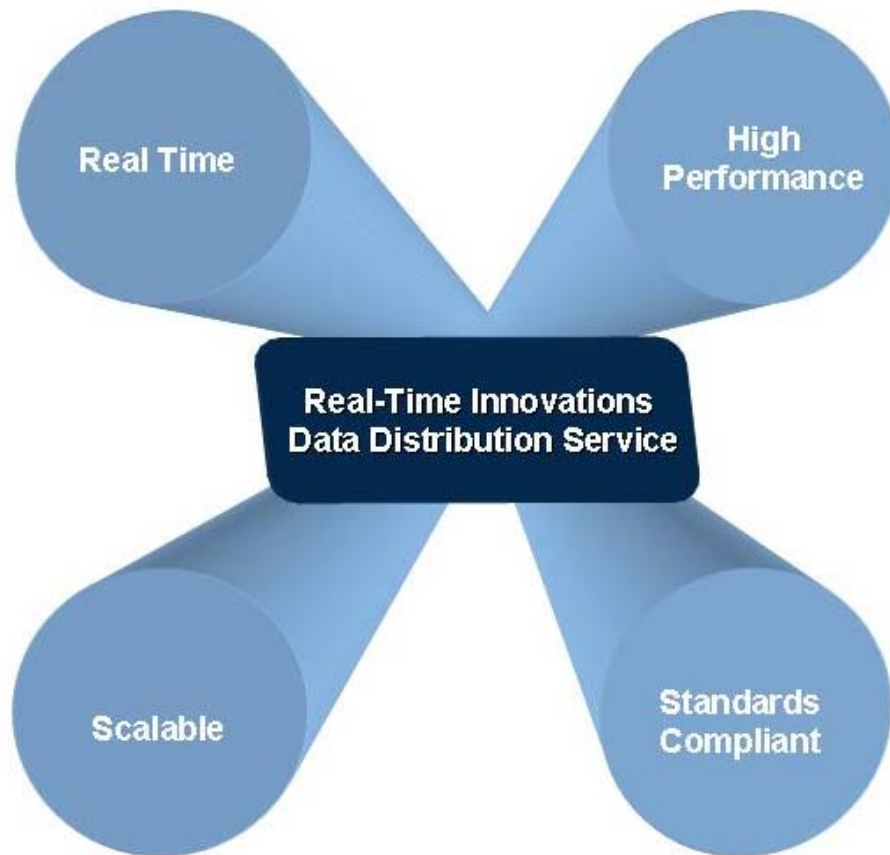 Real Time
High
Performance
Real-Time Innovations
Data Distribution Service
Scalable
Standards
Compliant